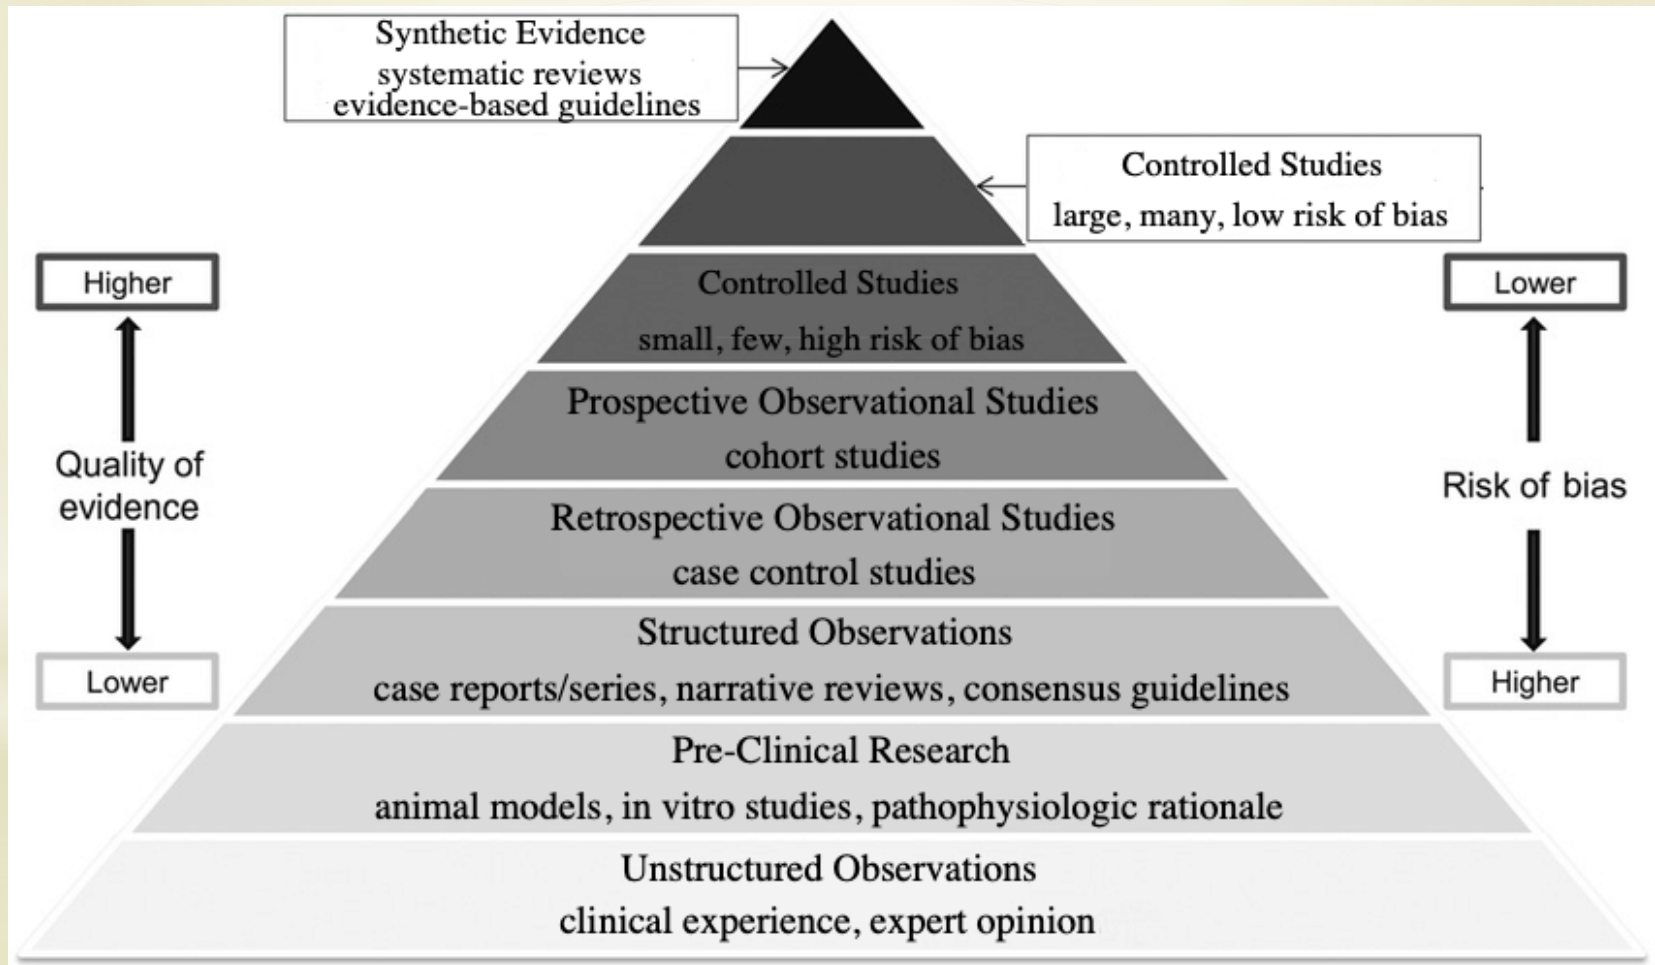 Synthetic Evidence
systematic reviews
evidence-based guidelines
Controlled Studies
large, many, low risk of bias
Higher
Lower
Controlled Studies
small, few, high risk of bias
Prospective Observational Studies
cohort studies
Quality of
evidence
Risk of bias
Retrospective Observational Studies
case control studies
Structured Observations
case reports/series, narrative reviews, consensus guidelines
Lower
Higher
Pre-Clinical Research
animal models, in vitro studies, pathophysiologic rationale
Unstructured Observations
clinical experience, expert opinion